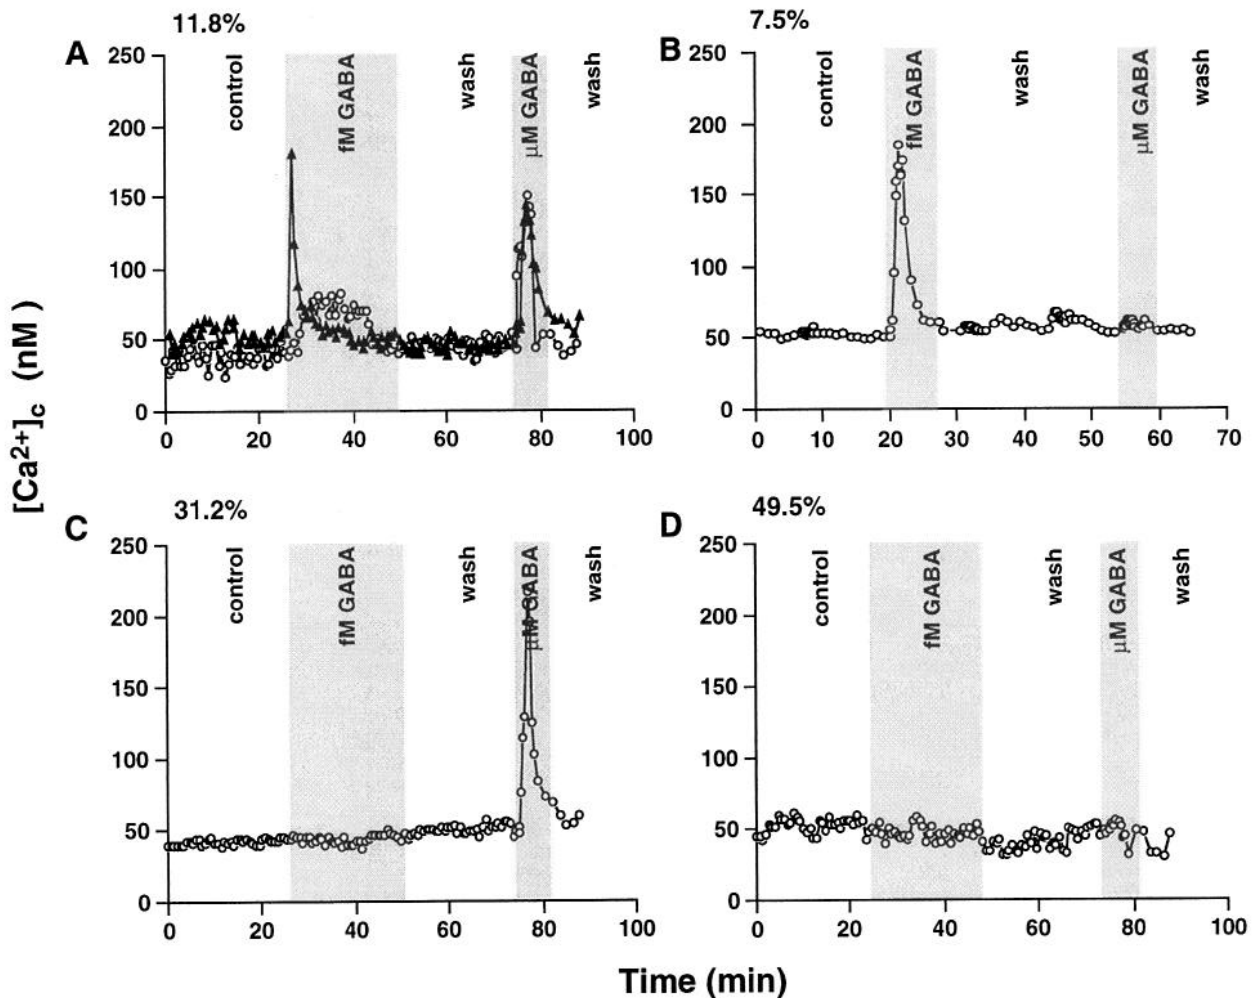 A
11.8%
250
200
150
100
50
0
0
20
40
60
80
100
control
fM GABA
wash
μM GABA
wash
B
7.5%
250
200
150
100
50
0
0
10
20
30
40
50
60
70
control
fM GABA
wash
μM GABA
wash
C
31.2%
250
200
150
100
50
0
0
20
40
60
80
100
control
fM GABA
wash
μM GABA
wash
D
49.5%
250
200
150
100
50
0
0
20
40
60
80
100
control
fM GABA
wash
μM GABA
wash
[Ca²⁺]c (nM)
Time (min)